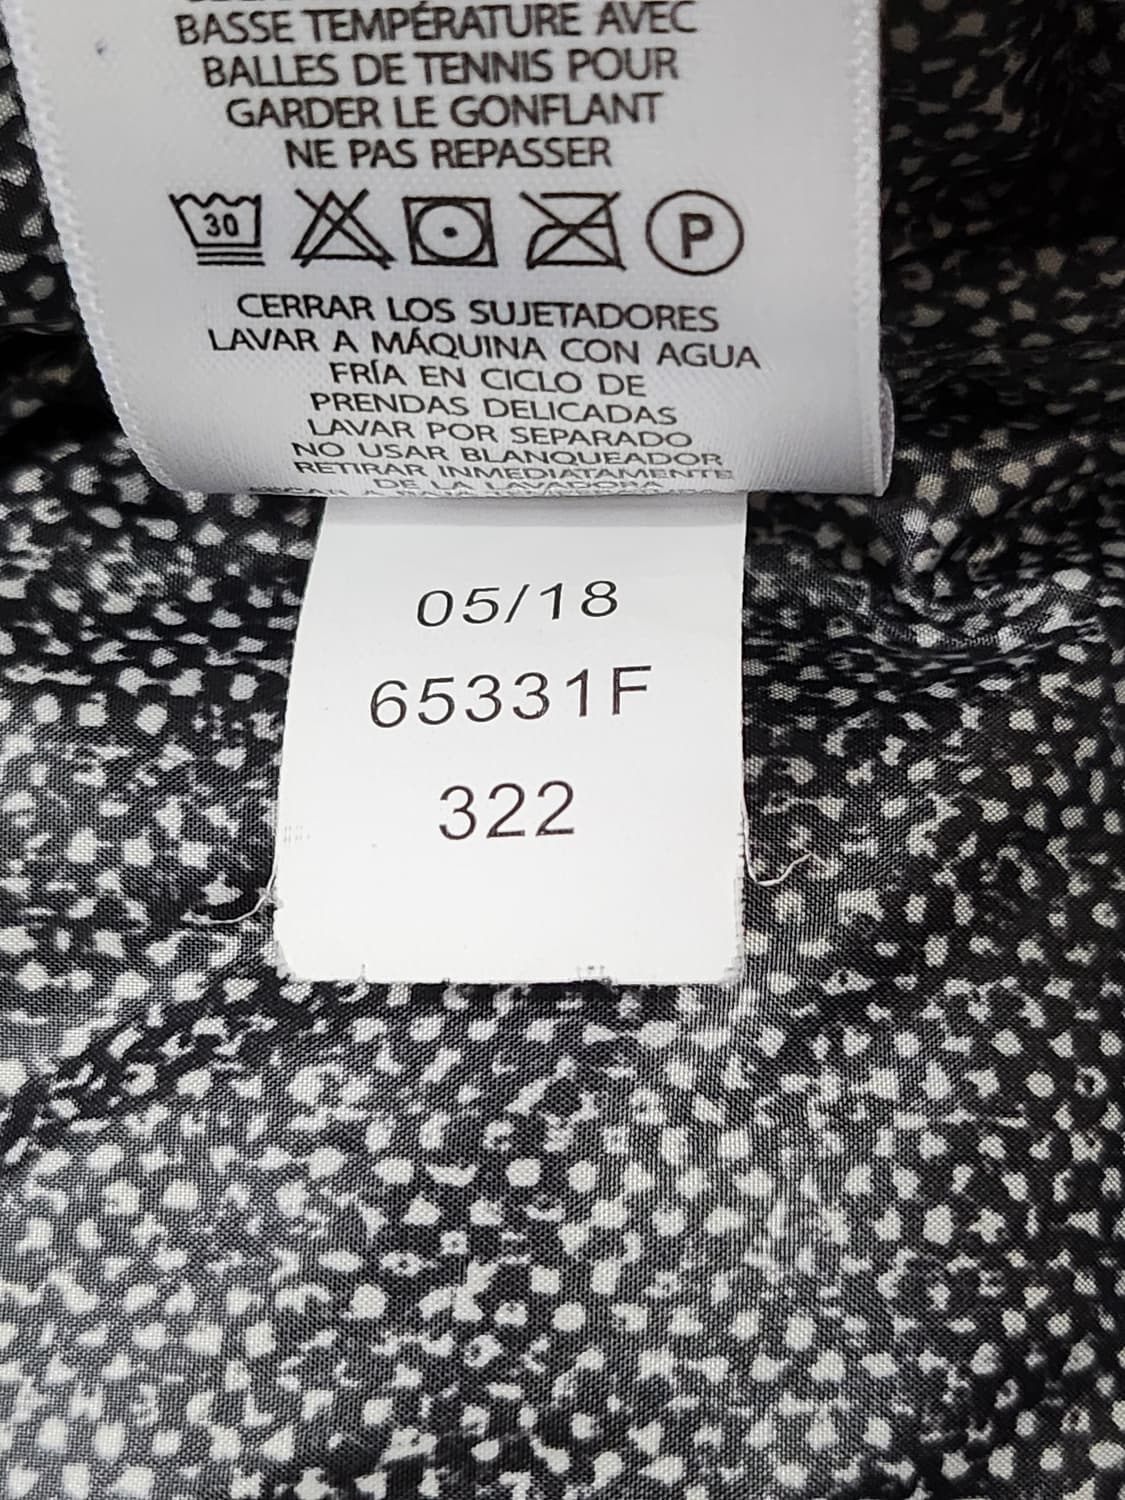 BASSE TEMPÉRATURE AVEC
BALLES DE TENNIS POUR
GARDER LE GONFLANT
NE PAS REPASSER
30 P
CERRAR LOS SUJETADORES
LAVAR A MÁQUINA CON AGUA
FRÍA EN CICLO DE
PRENDAS DELICADAS
LAVAR POR SEPARADO
NO USAR BLANQUEADOR
RETIRAR INMEDIATAMENTE
DE LA LAVADORA
05/18
65331F
322